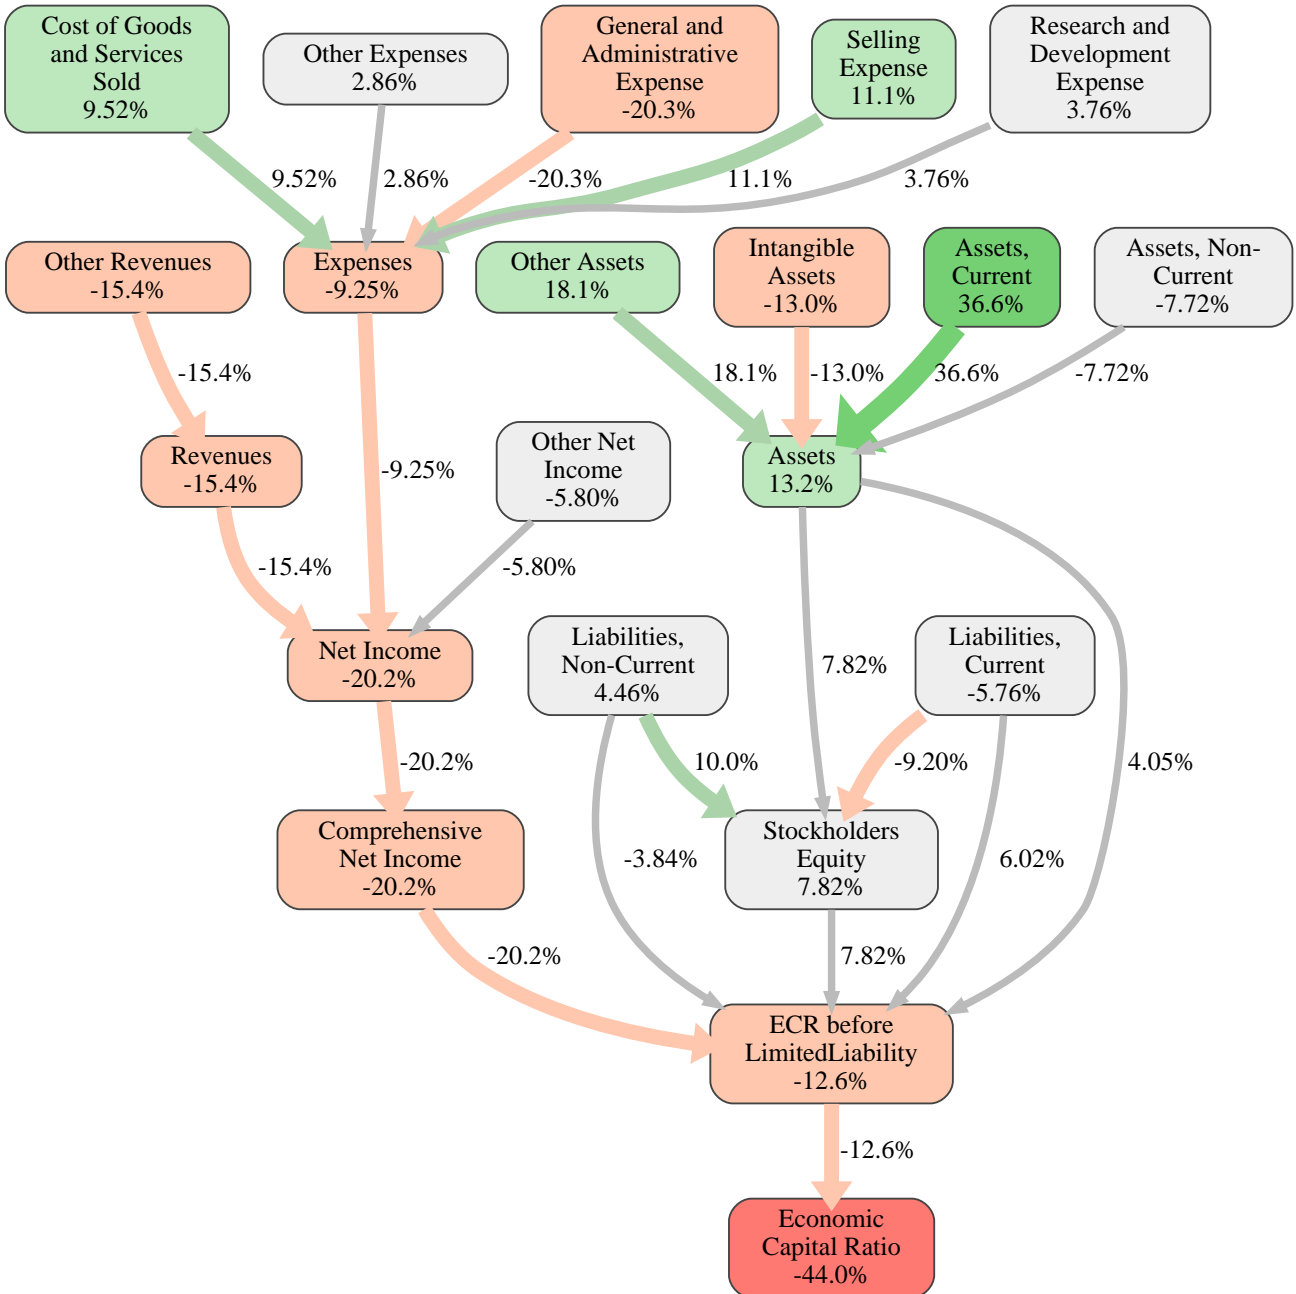 Cost of Goods
and Services
Sold
9.52%
Other Expenses
2.86%
General and
Administrative
Expense
-20.3%
Selling
Expense
11.1%
Research and
Development
Expense
3.76%
9.52%
2.86%
-20.3%
11.1%
3.76%
Other Revenues
-15.4%
Expenses
-9.25%
Other Assets
18.1%
Intangible
Assets
-13.0%
Assets,
Current
36.6%
Assets, Non-
Current
-7.72%
-15.4%
18.1%
-13.0%
36.6%
-7.72%
Revenues
-15.4%
-9.25%
Other Net
Income
-5.80%
Assets
13.2%
-15.4%
-5.80%
Net Income
-20.2%
Liabilities,
Non-Current
4.46%
7.82%
Liabilities,
Current
-5.76%
-20.2%
10.0%
-9.20%
4.05%
Comprehensive
Net Income
-20.2%
-3.84%
Stockholders
Equity
7.82%
6.02%
-20.2%
7.82%
ECR before
LimitedLiability
-12.6%
-12.6%
Economic
Capital Ratio
-44.0%